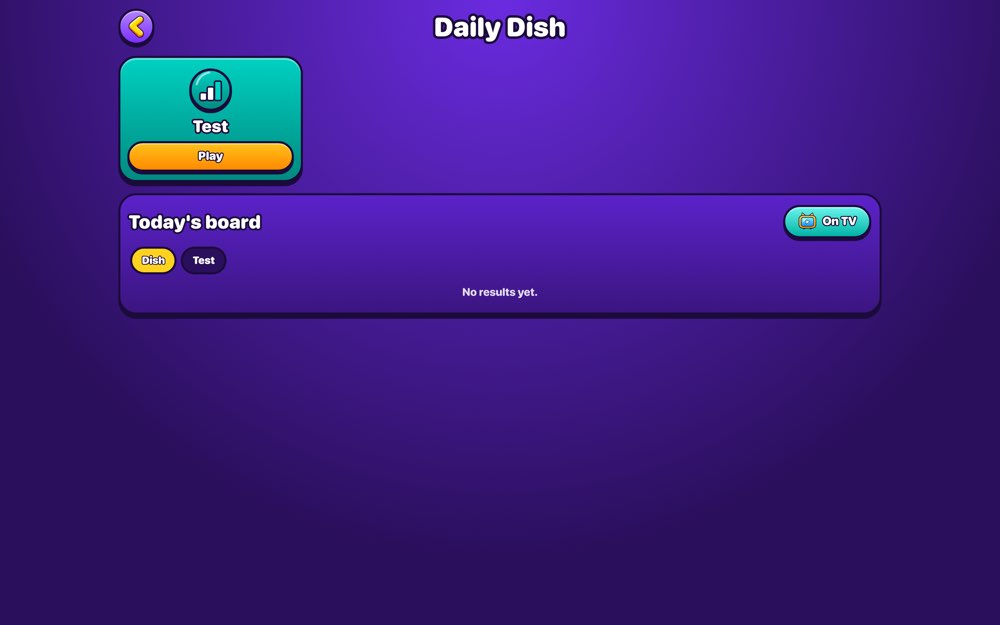 Daily Dish
Test
Play
Today's board
On TV
Dish Test
No results yet.